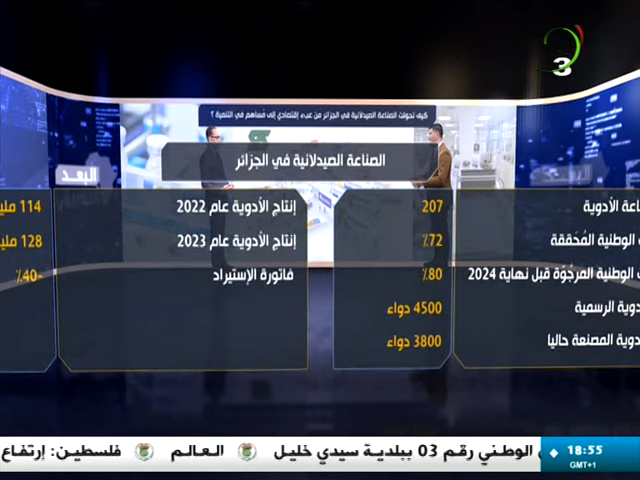 3
كيف تحولت الصناعة الصيدلانية في الجزائر من عبء إقتصادي إلى مُساهم في التنمية ؟
الصناعة الصيدلانية في الجزائر
البعد
اعة الأدوية 207
الوطنية المُحققة 72٪
الوطنية المرجُوّة قبل نهاية 2024 80٪
دوية الرسمية 4500 دواء
دوية المصنعة حاليا 3800 دواء
إنتاج الأدوية عام 2022 114 ملي
إنتاج الأدوية عام 2023 128 ملي
فاتورة الإستيراد -40٪
18:55
GMT+1
الوطني رقم 03 ببلدية سيدي خليل العالم فلسطين: إرتفاع